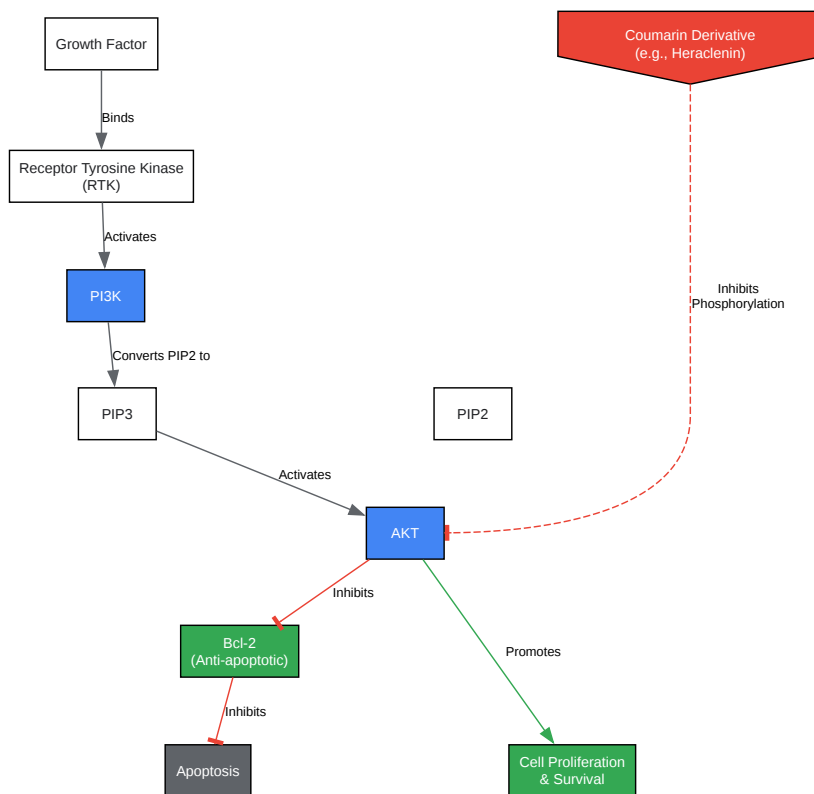 Growth Factor
Coumarin Derivative
(e.g., Heraclenin)
Binds
Receptor Tyrosine Kinase
(RTK)
Activates
PI3K
Inhibits
Phosphorylation
Converts PIP2 to
PIP3
PIP2
Activates
AKT
Inhibits
Bcl-2
(Anti-apoptotic)
Promotes
Inhibits
Apoptosis
Cell Proliferation
& Survival